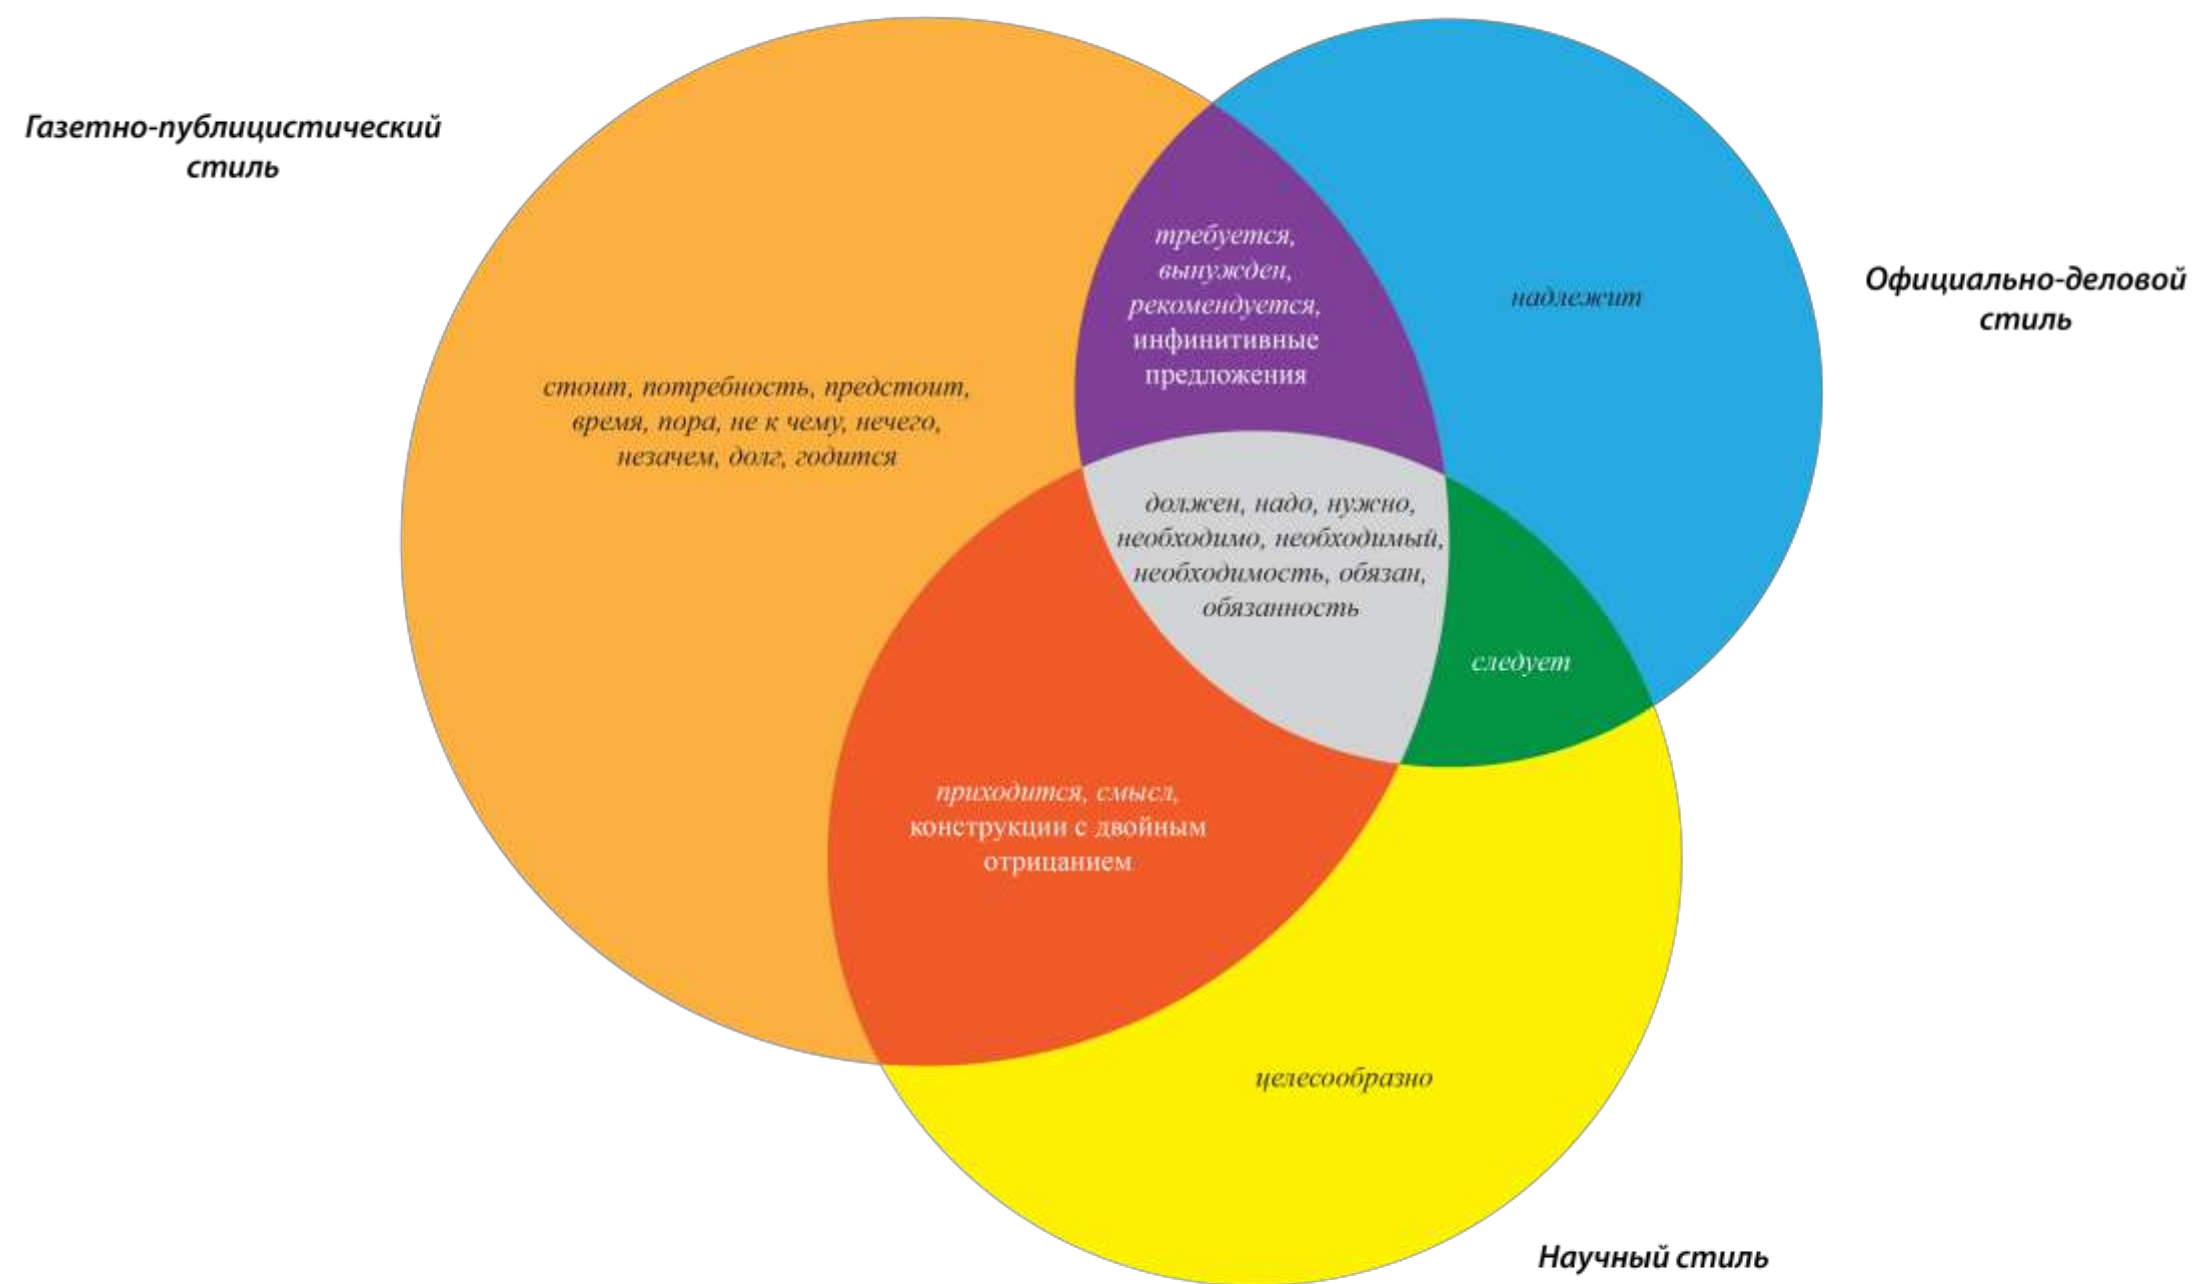 Газетно-публицистический
стиль
Официально-деловой
стиль
требуется,
вынужден,
рекомендуется,
инфинитивные
предложения
надлежит
стоит, потребность, предстоит,
время, пора, не к чему, нечего,
незачем, долг, годится
должен, надо, нужно,
необходимо, необходимый,
необходимость, обязан,
обязанность
следует
приходится, смысл,
конструкции с двойным
отрицанием
целесообразно
Научный стиль